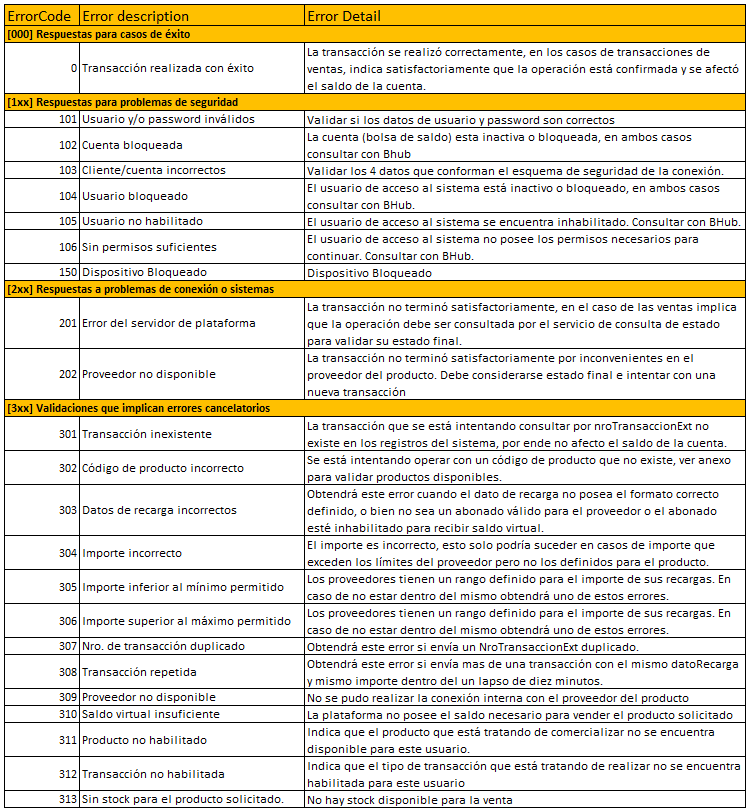 ErrorCode Error description Error Detail
[000] Respuestas para casos de éxito
0 Transacción realizada con éxito La transacción se realizó correctamente, en los casos de transacciones de
ventas, indica satisfactoriamente que la operación está confirmada y se afectó
el saldo de la cuenta.
[1xx] Respuestas para problemas de seguridad
101 Usuario y/o password inválidos Validar si los datos de usuario y password son correctos
102 Cuenta bloqueada La cuenta (bolsa de saldo) esta inactiva o bloqueada, en ambos casos
consultar con Bhub
103 Cliente/cuenta incorrectos Validar los 4 datos que conforman el esquema de seguridad de la conexión.
104 Usuario bloqueado El usuario de acceso al sistema está inactivo o bloqueado, en ambos casos
consultar con BHub.
105 Usuario no habilitado El usuario de acceso al sistema se encuentra inhabilitado. Consultar con BHub.
106 Sin permisos suficientes El usuario de acceso al sistema no posee los permisos necesarios para
continuar. Consultar con BHub.
150 Dispositivo Bloqueado Dispositivo Bloqueado
[2xx] Respuestas a problemas de conexión o sistemas
201 Error del servidor de plataforma La transacción no terminó satisfactoriamente, en el caso de las ventas implica
que la operación debe ser consultada por el servicio de consulta de estado
para validar su estado final.
202 Proveedor no disponible La transacción no terminó satisfactoriamente por inconvenientes en el
proveedor del producto. Debe considerarse estado final e intentar con una
nueva transacción
[3xx] Validaciones que implican errores cancelatorios
301 Transacción inexistente La transacción que se está intentando consultar por nroTransaccionExt no
existe en los registros del sistema, por ende no afecto el saldo de la cuenta.
302 Código de producto incorrecto Se está intentando operar con un código de producto que no existe, ver anexo
para validar productos disponibles.
303 Datos de recarga incorrectos Obtendrá este error cuando el dato de recarga no posea el formato correcto
definido, o bien no sea un abonado válido para el proveedor o el abonado
esté inhabilitado para recibir saldo virtual.
304 Importe incorrecto El importe es incorrecto, esto solo podría suceder en casos de importe que
exceden los límites del proveedor pero no los definidos para el producto.
305 Importe inferior al mínimo permitido Los proveedores tienen un rango definido para el importe de sus recargas. En
caso de no estar dentro del mismo obtendrá uno de estos errores.
306 Importe superior al máximo permitido Los proveedores tienen un rango definido para el importe de sus recargas. En
caso de no estar dentro del mismo obtendrá uno de estos errores.
307 Nro. de transacción duplicado Obtendrá este error si envía un NroTransaccionExt duplicado.
308 Transacción repetida Obtendrá este error si envía mas de una transacción con el mismo datoRecarga
y mismo importe dentro del un lapso de diez minutos.
309 Proveedor no disponible No se pudo realizar la conexión interna con el proveedor del producto
310 Saldo virtual insuficiente La plataforma no posee el saldo necesario para vender el producto solicitado
311 Producto no habilitado Indica que el producto que está tratando de comercializar no se encuentra
disponible para este usuario.
312 Transacción no habilitada Indica que el tipo de transacción que está tratando de realizar no se encuentra
habilitada para este usuario
313 Sin stock para el producto solicitado. No hay stock disponible para la venta